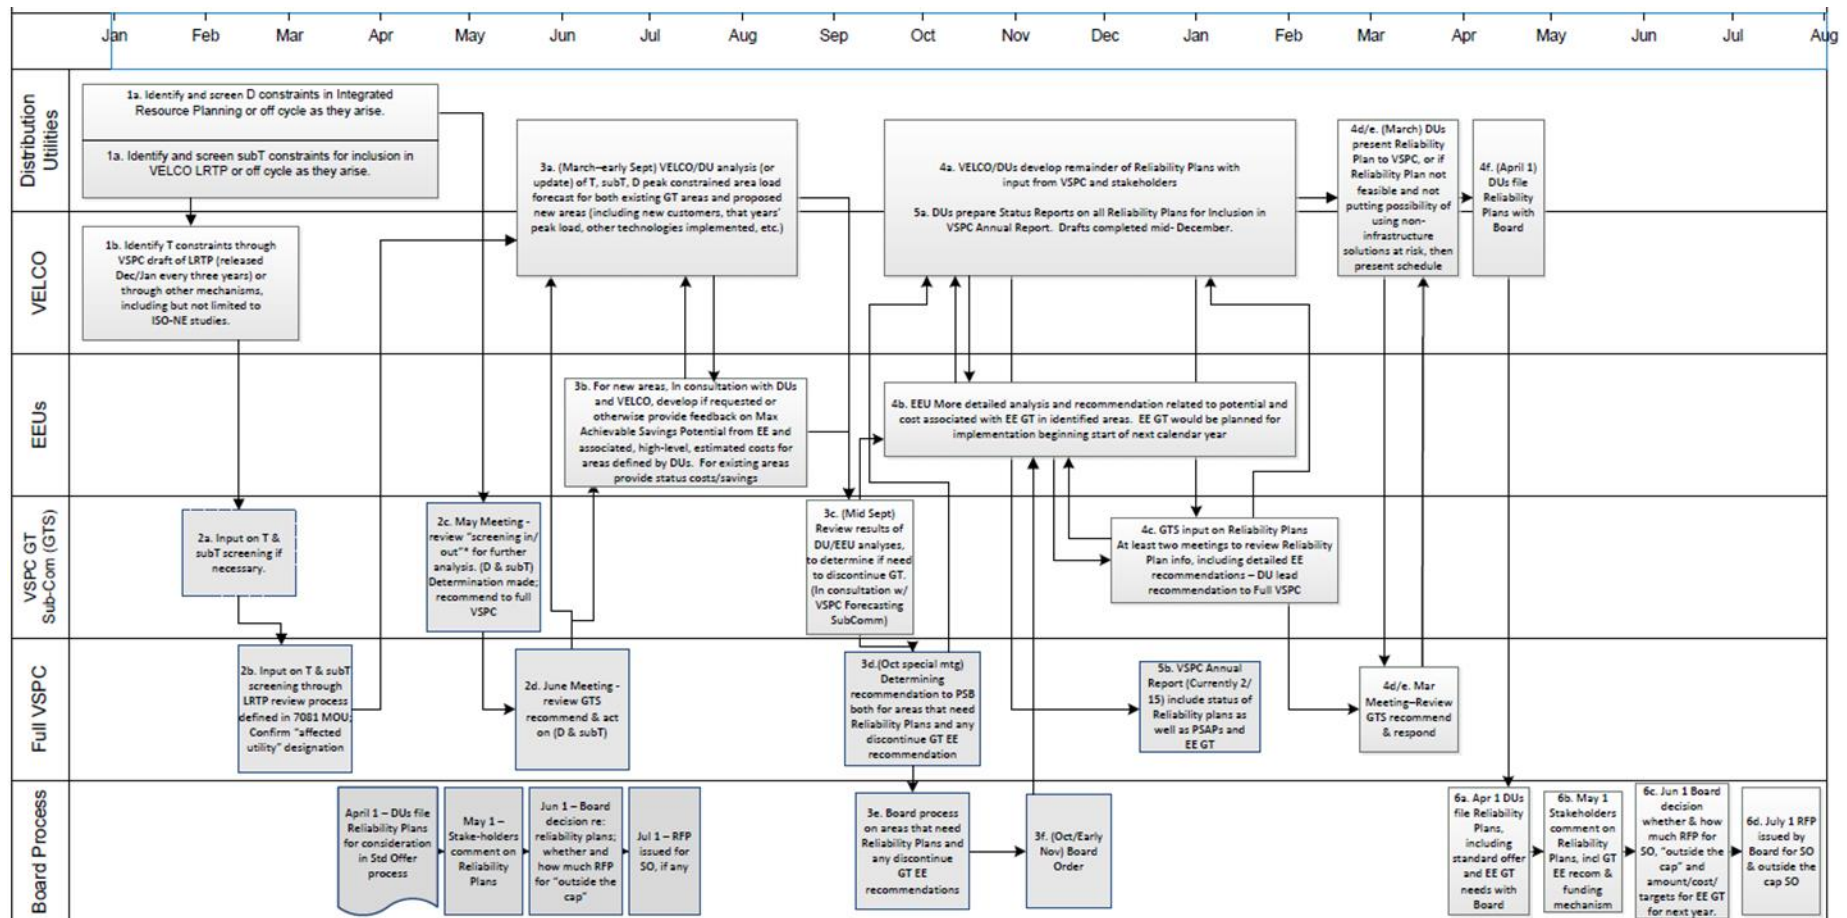 Jan Feb Mar Apr May Jun Jul Aug Sep Oct Nov Dec Jan Feb Mar Apr May Jun Jul Aug
Distribution
Utilities
1a. Identify and screen D constraints in Integrated
Resource Planning or off cycle as they arise.
1a. Identify and screen subT constraints for inclusion in
VELCO LRTP or off cycle as they arise.
3a. (March–early Sept) VELCO/DU analysis (or
update) of T, subT, D peak constrained area load
forecast for both existing GT areas and proposed
new areas (including new customers, that years'
peak load, other technologies implemented, etc.)
4a. VELCO/DUs develop remainder of Reliability Plans with
input from VSPC and stakeholders
5a. DUs prepare Status Reports on all Reliability Plans for Inclusion in
VSPC Annual Report. Drafts completed mid- December.
4d/e. (March) DUs
present Reliability
Plan to VSPC, or if
Reliability Plan not
feasible and not
putting possibility of
using non-
infrastructure
solutions at risk, then
present schedule
4f. (April 1)
DUs file
Reliability
Plans with
Board
VELCO
1b. Identify T constraints through
VSPC draft of LRTP (released
Dec/Jan every three years) or
through other mechanisms,
including but not limited to
ISO-NE studies.
EEUs
3b. For new areas, In consultation with DUs
and VELCO, develop if requested or
otherwise provide feedback on Max
Achievable Savings Potential from EE and
associated, high-level, estimated costs for
areas defined by DUs. For existing areas
provide status costs/savings
4b. EEU More detailed analysis and recommendation related to potential and
cost associated with EE GT in identified areas. EE GT would be planned for
implementation beginning start of next calendar year
VSPC GT
Sub-Com (GTS)
2a. Input on T &
subT screening if
necessary.
2c. May Meeting -
review "screening in/
out"* for further
analysis. (D & subT)
Determination made;
recommend to full
VSPC
3c. (Mid Sept)
Review results of
DU/EEU analyses,
to determine if need
to discontinue GT.
(In consultation w/
VSPC Forecasting
SubComm)
4c. GTS input on Reliability Plans
At least two meetings to review Reliability
Plan info, including detailed EE
recommendations – DU lead
recommendation to Full VSPC
Full VSPC
2b. Input on T & subT
screening through
LRTP review process
defined in 7081 MOU;
Confirm "affected
utility" designation
2d. June Meeting -
review GTS
recommend & act
on (D & subT)
3d.(Oct special mtg)
Determining
recommendation to PSB
both for areas that need
Reliability Plans and any
discontinue GT EE
recommendation
5b. VSPC Annual
Report (Currently 2/
15) include status of
Reliability plans as
well as PSAPs and
EE GT
4d/e. Mar
Meeting–Review
GTS recommend
& respond
Board Process
April 1 – DUs file
Reliability Plans
for consideration
in Std Offer
process
May 1 –
Stake-holders
comment on
Reliability
Plans
Jun 1 – Board
decision re:
reliability plans;
whether and
how much RFP
for "outside the
cap"
Jul 1 – RFP
issued for
SO, if any
3e. Board process
on areas that need
Reliability Plans and
any discontinue
GT EE
recommendations
3f. (Oct/Early
Nov) Board
Order
6a. Apr 1 DUs
file Reliability
Plans,
including
standard offer
and EE GT
needs with
Board
6b. May 1
Stakeholders
comment on
Reliability
Plans, incl GT
EE recom &
funding
mechanism
6c. Jun 1 Board
decision
whether & how
much RFP for
SO, "outside the
cap" and
amount/cost/
targets for EE GT
for next year.
6d. July 1 RFP
issued by
Board for SO
& outside the
cap SO